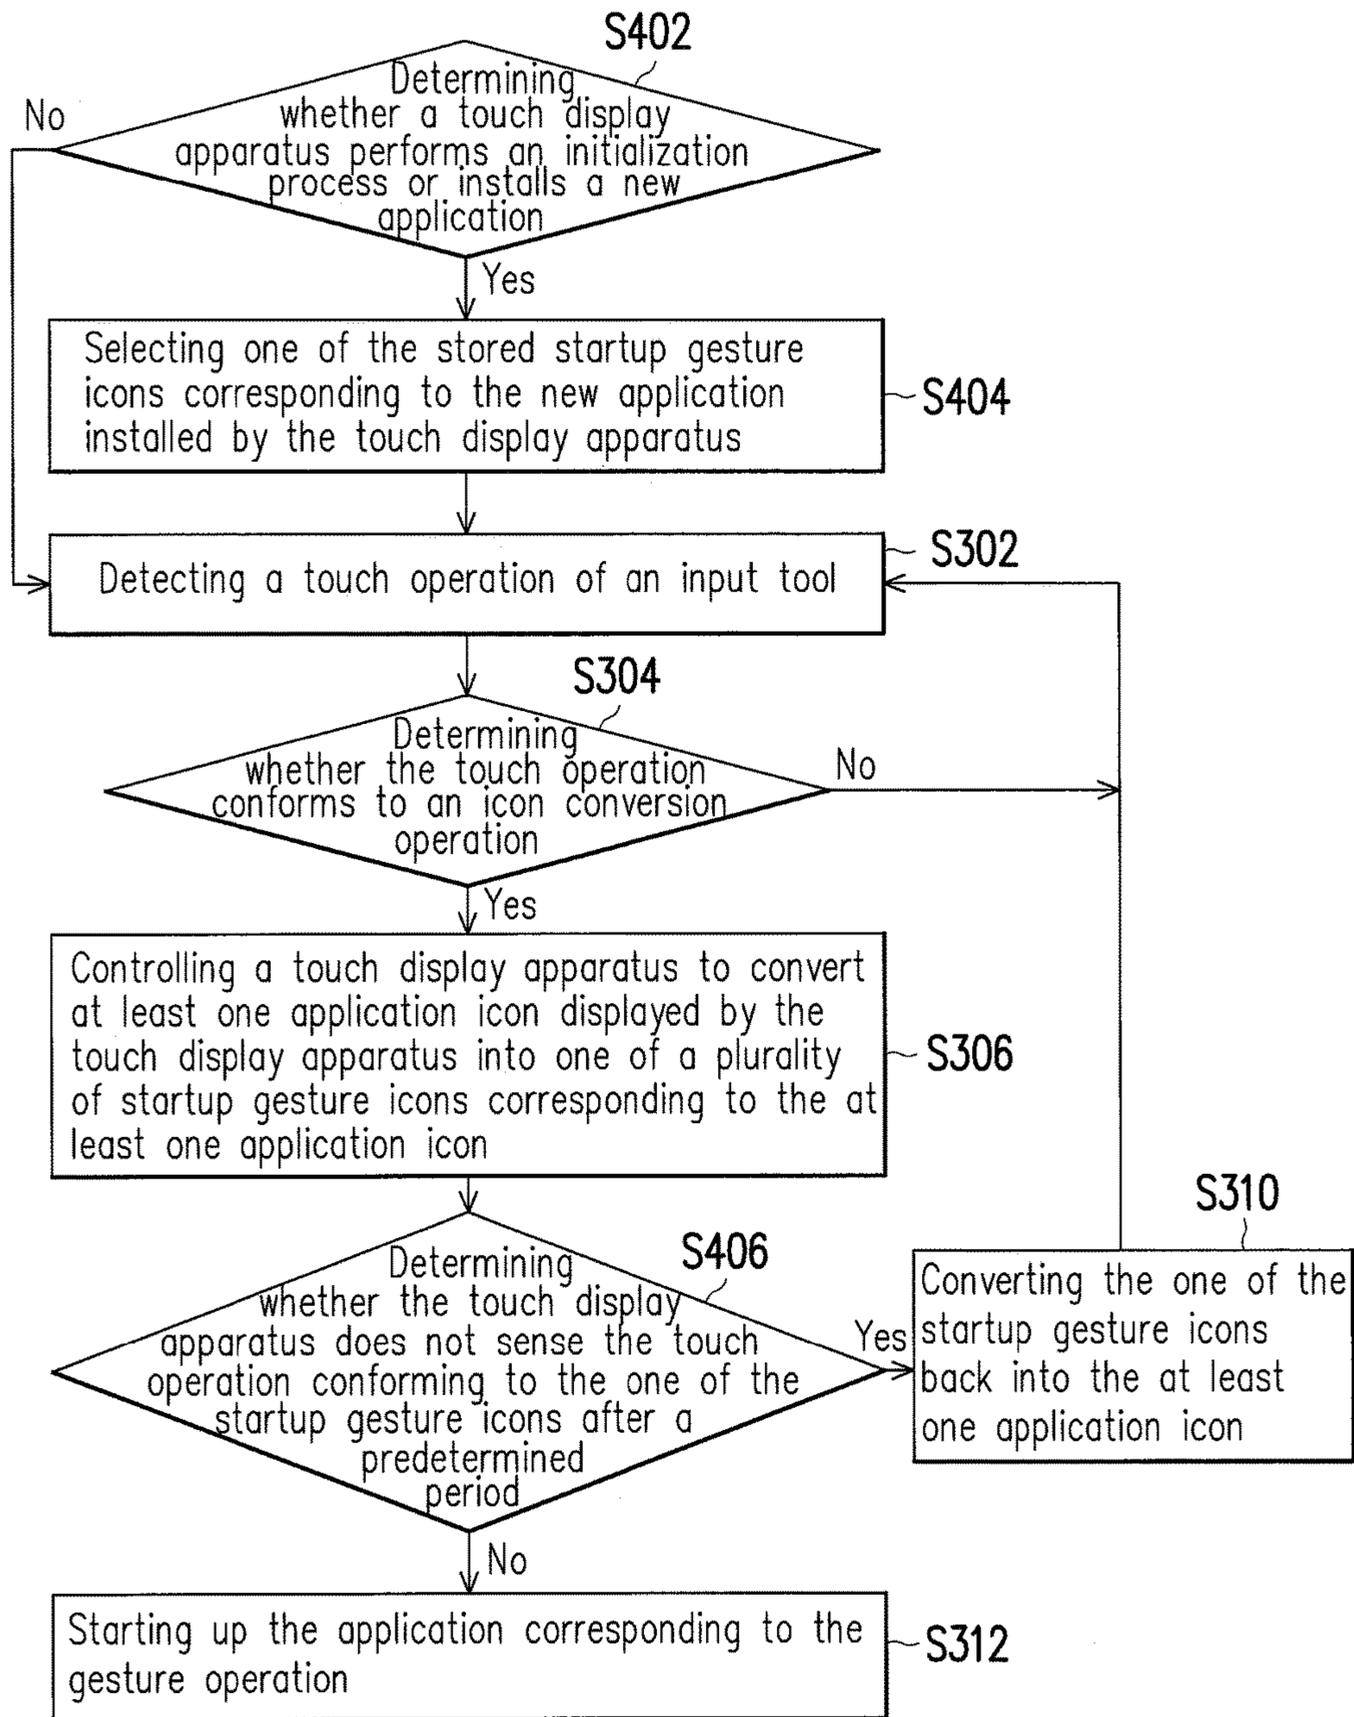 S402
Determining
whether a touch display
apparatus performs an initialization
process or installs a new
application
No
Yes
Selecting one of the stored startup gesture
icons corresponding to the new application
installed by the touch display apparatus
S404
Detecting a touch operation of an input tool
S302
S304
Determining
whether the touch operation
conforms to an icon conversion
operation
No
Yes
Controlling a touch display apparatus to convert
at least one application icon displayed by the
touch display apparatus into one of a plurality
of startup gesture icons corresponding to the at
least one application icon
S306
S406
Determining
whether the touch display
apparatus does not sense the touch
operation conforming to the one of the
startup gesture icons after a
predetermined
period
Yes
S310
Converting the one of the
startup gesture icons
back into the at least
one application icon
No
Starting up the application corresponding to the
gesture operation
S312